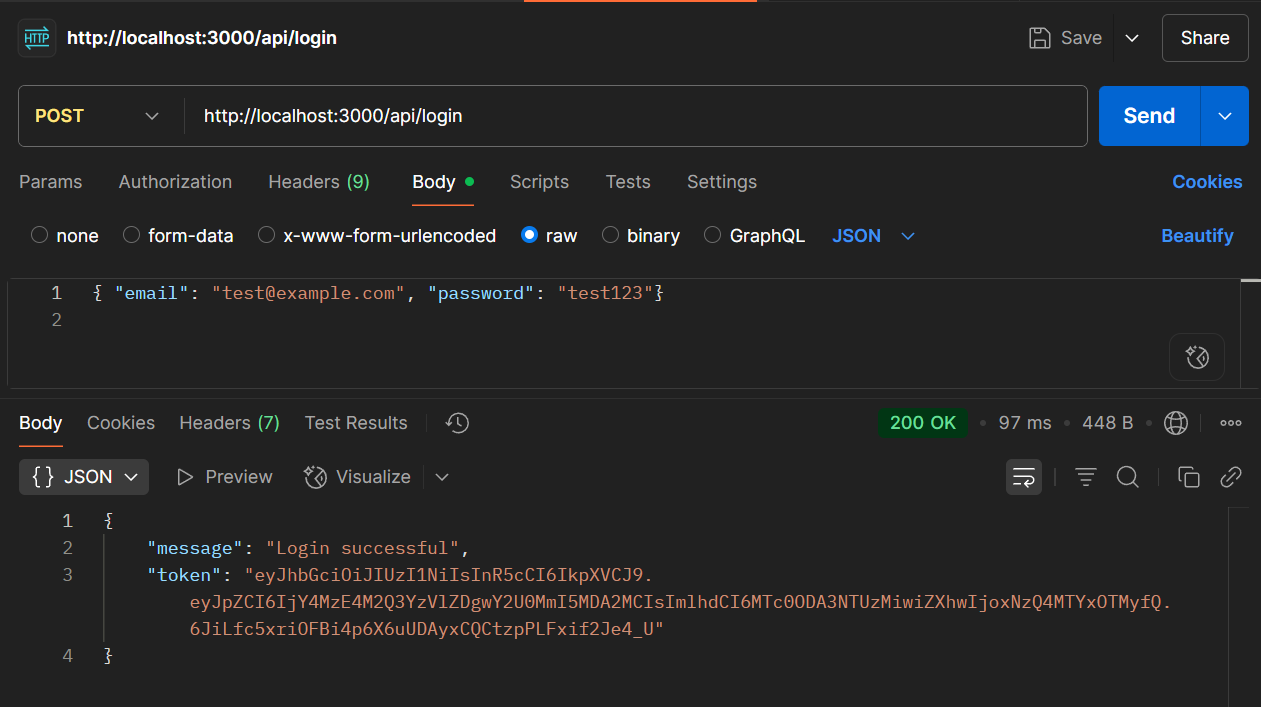 HTTP http://localhost:3000/api/login Save Share
POST http://localhost:3000/api/login Send
Params Authorization Headers (9) Body Scripts Tests Settings Cookies
none form-data x-www-form-urlencoded raw binary GraphQL JSON Beautify
1 { "email": "test@example.com", "password": "test123"}
2
Body Cookies Headers (7) Test Results 200 OK • 97 ms • 448 B •
{} JSON Preview Visualize
1 {
2 "message": "Login successful",
3 "token": "eyJhbGciOiJIUzI1NiIsInR5cCI6IkpXVCJ9.
eyJpZCI6IjY4MzE4M2Q3YzVlZDgwY2U0MmI5MDA2MCIsImlhdCI6MTc0ODA3NTUzMiwiZXhwIjoxNzQ4MTYxOTMyfQ.
6JiLfc5xriOFBi4p6X6uUDAyxCQCtzpPLFxif2Je4_U"
4 }